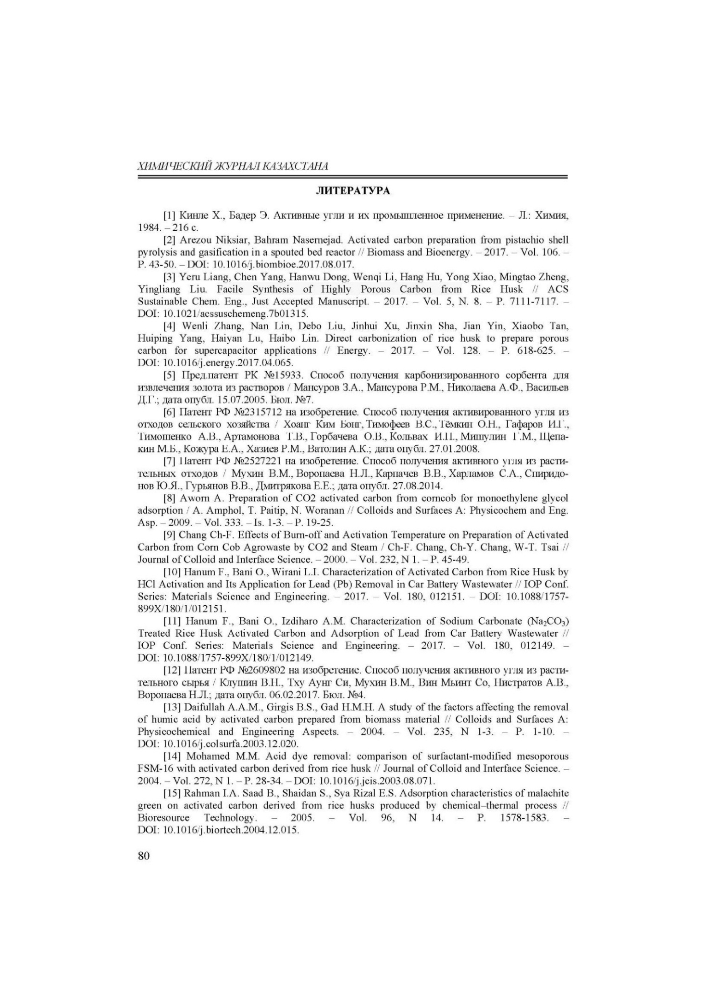 ХИМИЧЕСКИЙ ЖУРНАЛ КАЗАХСТАНА
ЛИТЕРАТУРА
[1] Кинле Х., Бадер Э. Активные угли и их промышленное применение. – Л.: Химия,
1984. – 216 с.
[2] Arezou Niksiar, Bahram Nasernejad. Activated carbon preparation from pistachio shell
pyrolysis and gasification in a spouted bed reactor // Biomass and Bioenergy. – 2017. – Vol. 106. –
P. 43-50. – DOI: 10.1016/j.biombioe.2017.08.017.
[3] Yeru Liang, Chen Yang, Hanwu Dong, Wenqi Li, Hang Hu, Yong Xiao, Mingtao Zheng,
Yingliang Liu. Facile Synthesis of Highly Porous Carbon from Rice Husk // ACS
Sustainable Chem. Eng., Just Accepted Manuscript. – 2017. – Vol. 5, N. 8. – P. 7111-7117. –
DOI: 10.1021/acssuschemeng.7b01315.
[4] Wenli Zhang, Nan Lin, Debo Liu, Jinhui Xu, Jinxin Sha, Jian Yin, Xiaobo Tan,
Huiping Yang, Haiyan Lu, Haibo Lin. Direct carbonization of rice husk to prepare porous
carbon for supercapacitor applications // Energy. – 2017. – Vol. 128. – P. 618-625. –
DOI: 10.1016/j.energy.2017.04.065.
[5] Пред.патент РК №15933. Способ получения карбонизированного сорбента для
извлечения золота из растворов / Мансуров З.А., Мансурова Р.М., Николаева А.Ф., Васильев
Д.Г.; дата опубл. 15.07.2005. Бюл. №7.
[6] Патент РФ №2315712 на изобретение. Способ получения активированного угля из
отходов сельского хозяйства / Хоанг Ким Бонг, Тимофеев В.С., Тёмкин О.Н., Гафаров И.Г.,
Тимошенко А.В., Артамонова Т.В., Горбачева О.В., Кольвах И.П., Мишулин Г.М., Щепа-
кин М.Б., Кожура Е.А., Хазиев Р.М., Ватолин А.К.; дата опубл. 27.01.2008.
[7] Патент РФ №2527221 на изобретение. Способ получения активного угля из расти-
тельных отходов / Мухин В.М., Воропаева Н.Л., Карпачев В.В., Харламов С.А., Спиридо-
нов Ю.Я., Гурьянов В.В., Дмитрякова Е.Е.; дата опубл. 27.08.2014.
[8] Aworn A. Preparation of CO2 activated carbon from corncob for monoethylene glycol
adsorption / A. Amphol, T. Paitip, N. Woranan // Colloids and Surfaces A: Physicochem and Eng.
Asp. – 2009. – Vol. 333. – Is. 1-3. – P. 19-25.
[9] Chang Ch-F. Effects of Burn-off and Activation Temperature on Preparation of Activated
Carbon from Corn Cob Agrowaste by CO2 and Steam / Ch-F. Chang, Ch-Y. Chang, W-T. Tsai //
Journal of Colloid and Interface Science. – 2000. – Vol. 232, N 1. – P. 45-49.
[10] Hanum F., Bani O., Wirani L.I. Characterization of Activated Carbon from Rice Husk by
HCl Activation and Its Application for Lead (Pb) Removal in Car Battery Wastewater // IOP Conf.
Series: Materials Science and Engineering. – 2017. – Vol. 180, 012151. – DOI: 10.1088/1757-
899X/180/1/012151.
[11] Hanum F., Bani O., Izdiharo A.M. Characterization of Sodium Carbonate (Na₂CO₃)
Treated Rice Husk Activated Carbon and Adsorption of Lead from Car Battery Wastewater //
IOP Conf. Series: Materials Science and Engineering. – 2017. – Vol. 180, 012149. –
DOI: 10.1088/1757-899X/180/1/012149.
[12] Патент РФ №2609802 на изобретение. Способ получения активного угля из расти-
тельного сырья / Клушин В.Н., Тху Аунг Си, Мухин В.М., Вин Мьинт Со, Нистратов А.В.,
Воропаева Н.Л.; дата опубл. 06.02.2017. Бюл. №4.
[13] Daifullah A.A.M., Girgis B.S., Gad H.M.H. A study of the factors affecting the removal
of humic acid by activated carbon prepared from biomass material // Colloids and Surfaces A:
Physicochemical and Engineering Aspects. – 2004. – Vol. 235, N 1-3. – P. 1-10. –
DOI: 10.1016/j.colsurfa.2003.12.020.
[14] Mohamed M.M. Acid dye removal: comparison of surfactant-modified mesoporous
FSM-16 with activated carbon derived from rice husk // Journal of Colloid and Interface Science. –
2004. – Vol. 272, N 1. – P. 28-34. – DOI: 10.1016/j.jcis.2003.08.071.
[15] Rahman I.A. Saad B., Shaidan S., Sya Rizal E.S. Adsorption characteristics of malachite
green on activated carbon derived from rice husks produced by chemical–thermal process //
Bioresource Technology. – 2005. – Vol. 96, N 14. – P. 1578-1583. –
DOI: 10.1016/j.biortech.2004.12.015.
80